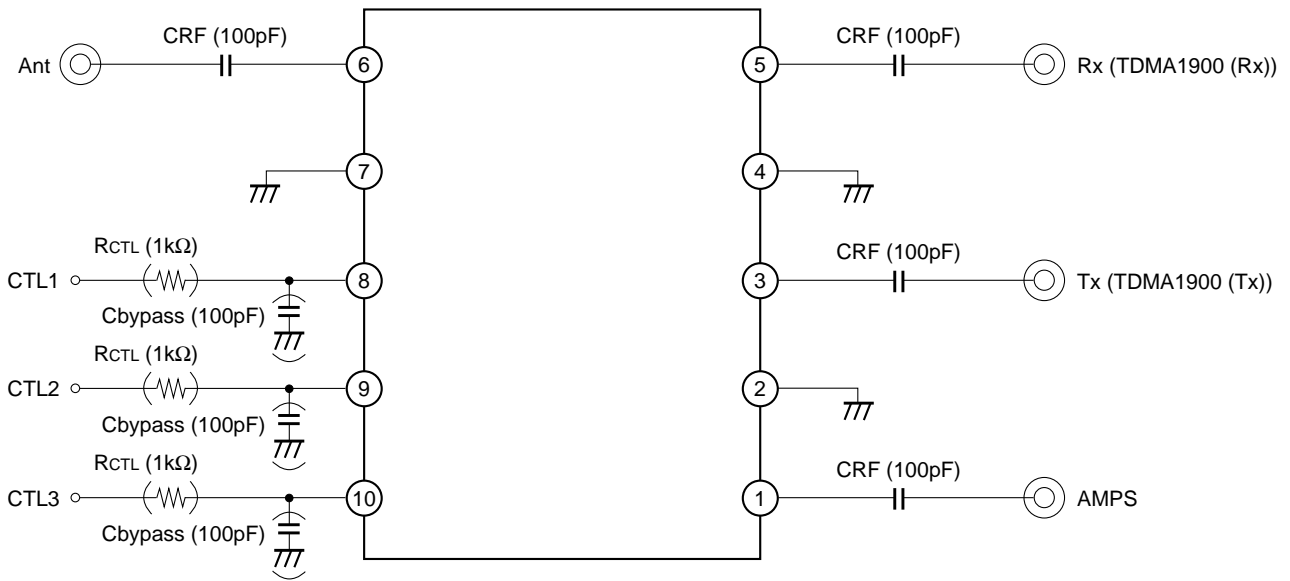 CRF (100pF)
Ant
6
7
RCTL (1kΩ)
CTL1
8
Cbypass (100pF)
RCTL (1kΩ)
CTL2
9
Cbypass (100pF)
RCTL (1kΩ)
CTL3
10
Cbypass (100pF)
CRF (100pF)
5
Rx (TDMA1900 (Rx))
4
CRF (100pF)
3
Tx (TDMA1900 (Tx))
2
CRF (100pF)
1
AMPS